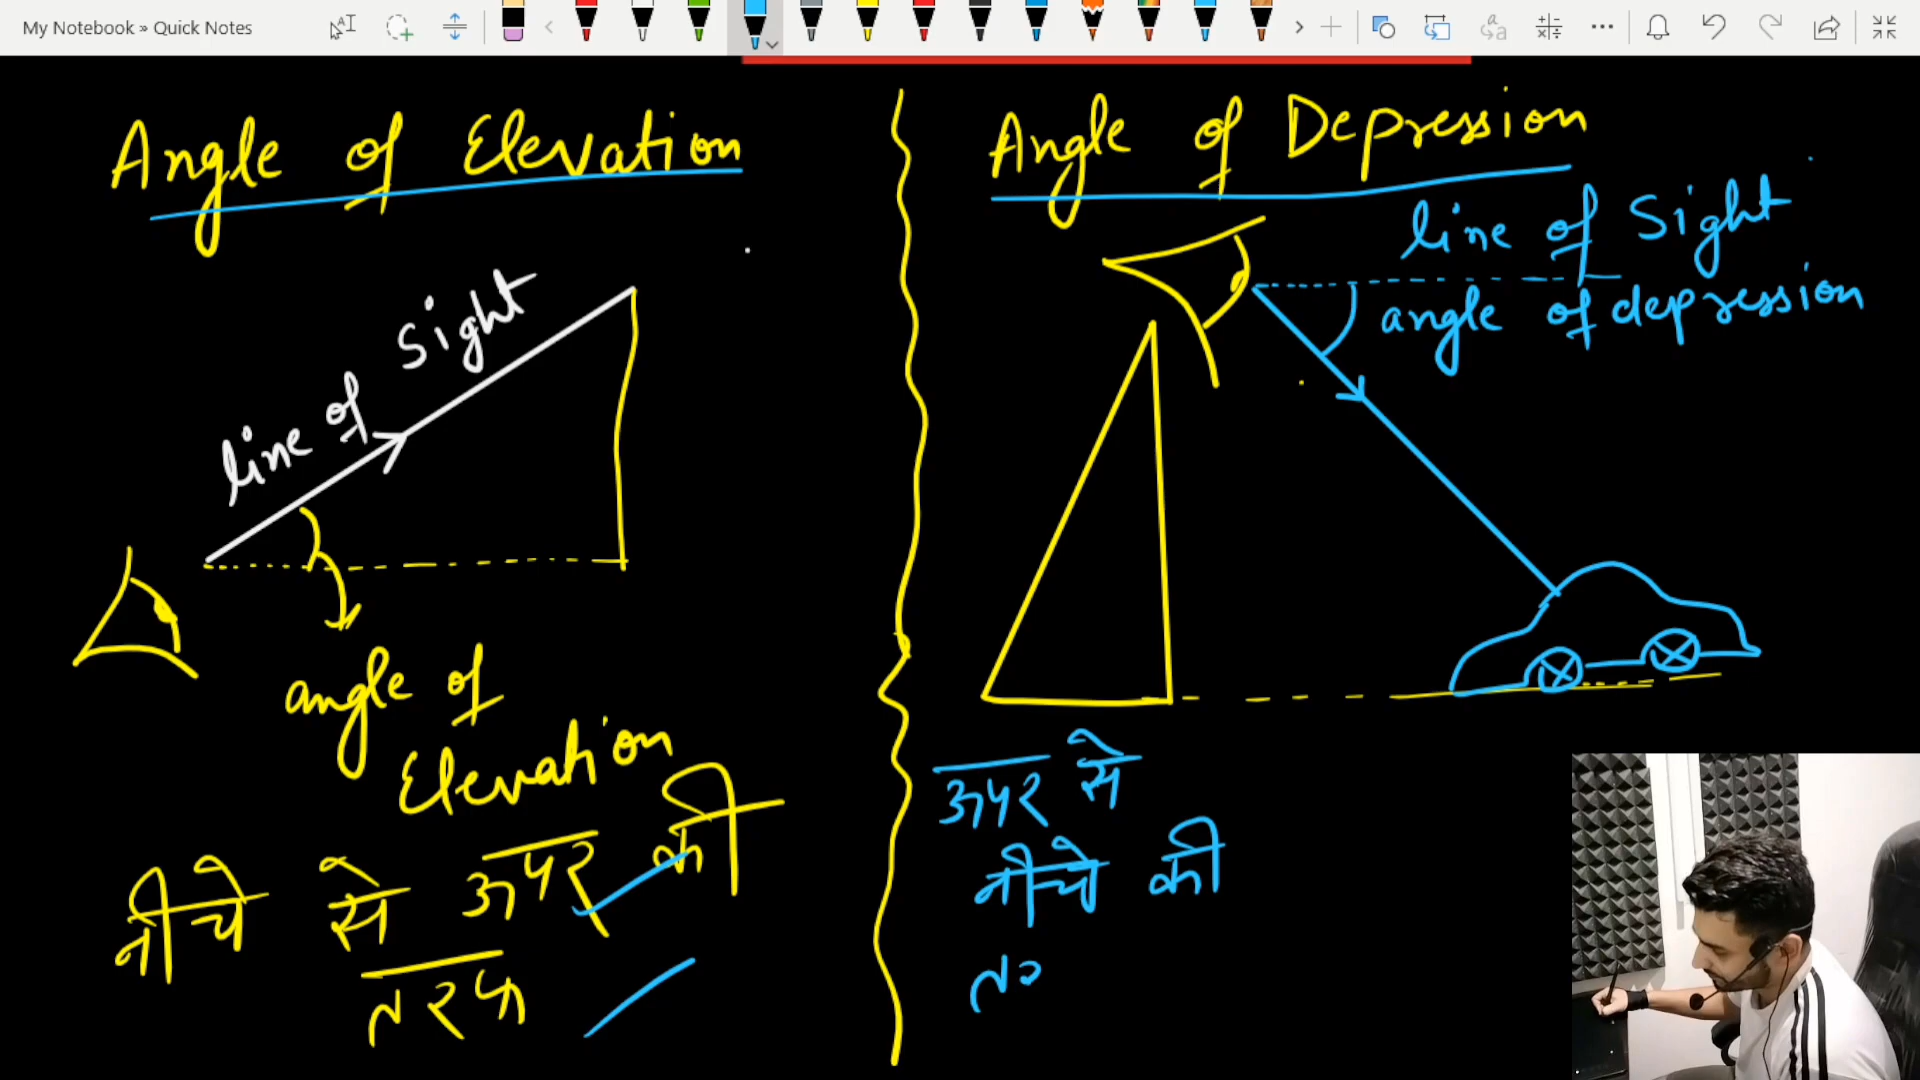 My Notebook » Quick Notes
Angle of Elevation
line of Sight
angle of
Elevation
नीचे से ऊपर की
तरफ
Angle of Depression
line of Sight
angle of depression
ऊपर से
नीचे की